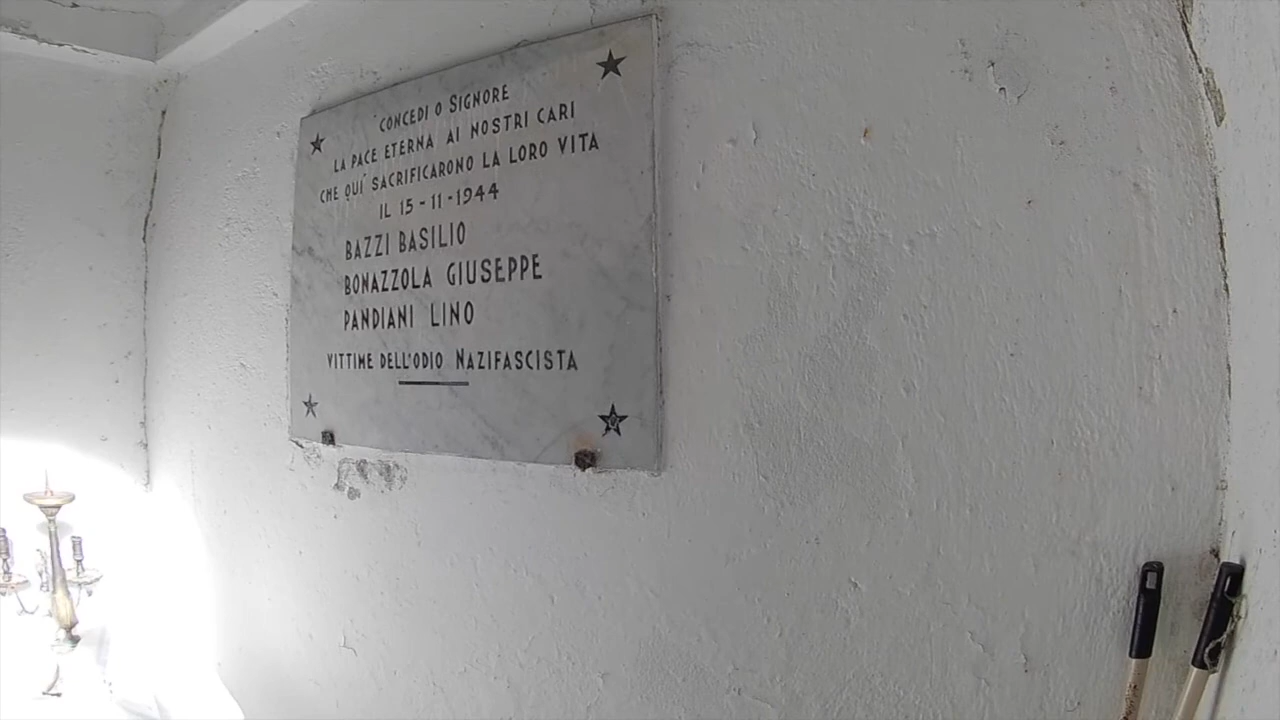 CONCEDI O SIGNORE
LA PACE ETERNA AI NOSTRI CARI
CHE QUI' SACRIFICARONO LA LORO VITA
IL 15-11-1944
BAZZI BASILIO
BONAZZOLA GIUSEPPE
PANDIANI LINO
VITTIME DELL'ODIO NAZIFASCISTA